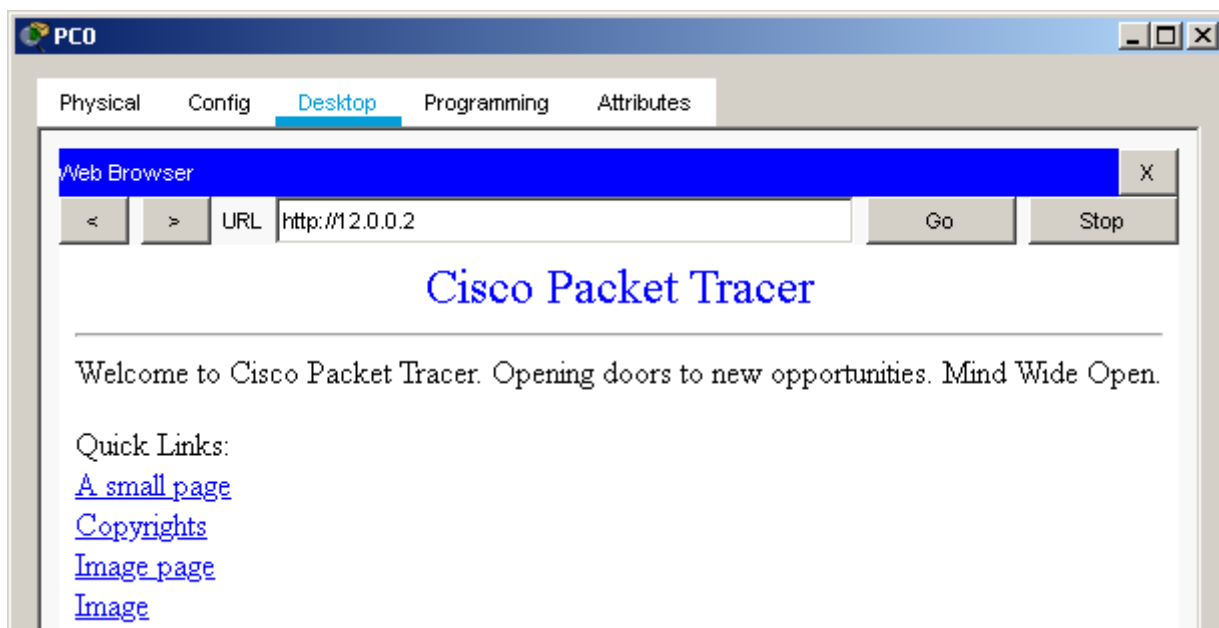 PC0
Physical Config Desktop Programming Attributes
Web Browser X
< > URL http://12.0.0.2 Go Stop
Cisco Packet Tracer
Welcome to Cisco Packet Tracer. Opening doors to new opportunities. Mind Wide Open.
Quick Links:
A small page
Copyrights
Image page
Image